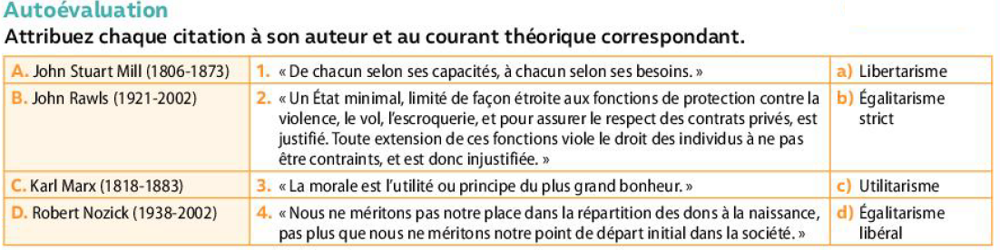 Autoévaluation
Attribuez chaque citation à son auteur et au courant théorique correspondant.
A. John Stuart Mill (1806-1873) 1. « De chacun selon ses capacités, à chacun selon ses besoins. » a) Libertarisme
B. John Rawls (1921-2002) 2. « Un État minimal, limité de façon étroite aux fonctions de protection contre la b) Égalitarisme
violence, le vol, l’escroquerie, et pour assurer le respect des contrats privés, est strict
justifié. Toute extension de ces fonctions viole le droit des individus à ne pas
être contraints, et est donc injustifiée. »
C. Karl Marx (1818-1883) 3. « La morale est l’utilité ou principe du plus grand bonheur. » c) Utilitarisme
D. Robert Nozick (1938-2002) 4. « Nous ne méritons pas notre place dans la répartition des dons à la naissance, d) Égalitarisme
pas plus que nous ne méritons notre point de départ initial dans la société. » libéral